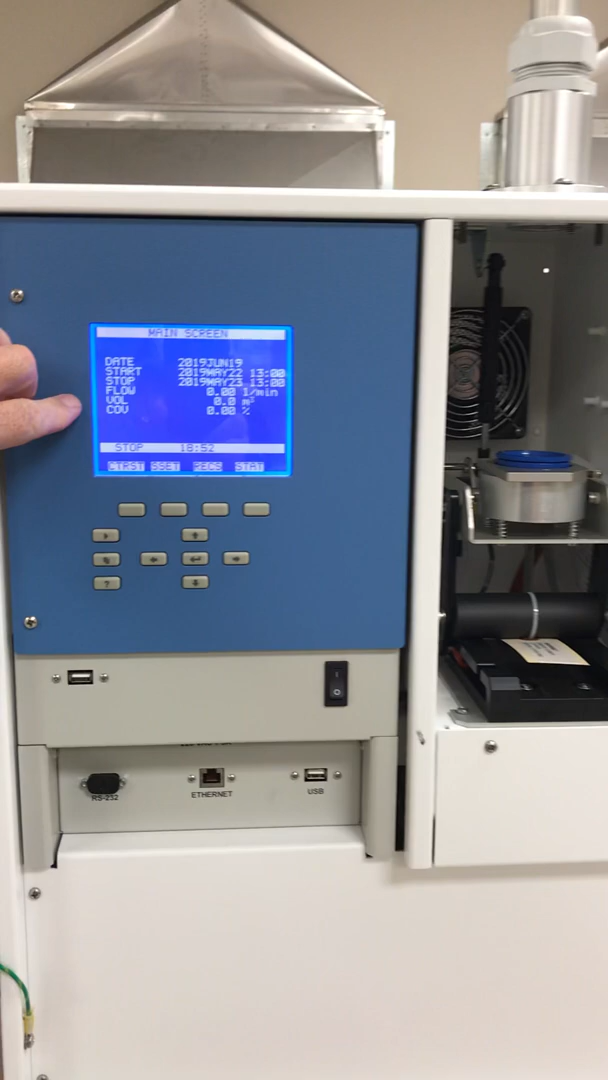 MAIN SCREEN
DATE 2019JUN19
START 2019MAY22 13:00
STOP 2019MAY23 13:00
FLOW 0.00 l/min
VOL 0.0 m³
COV 0.00 %
STOP 18:52
CTRST SSET RECS STAT
?
RS-232
ETHERNET
USB